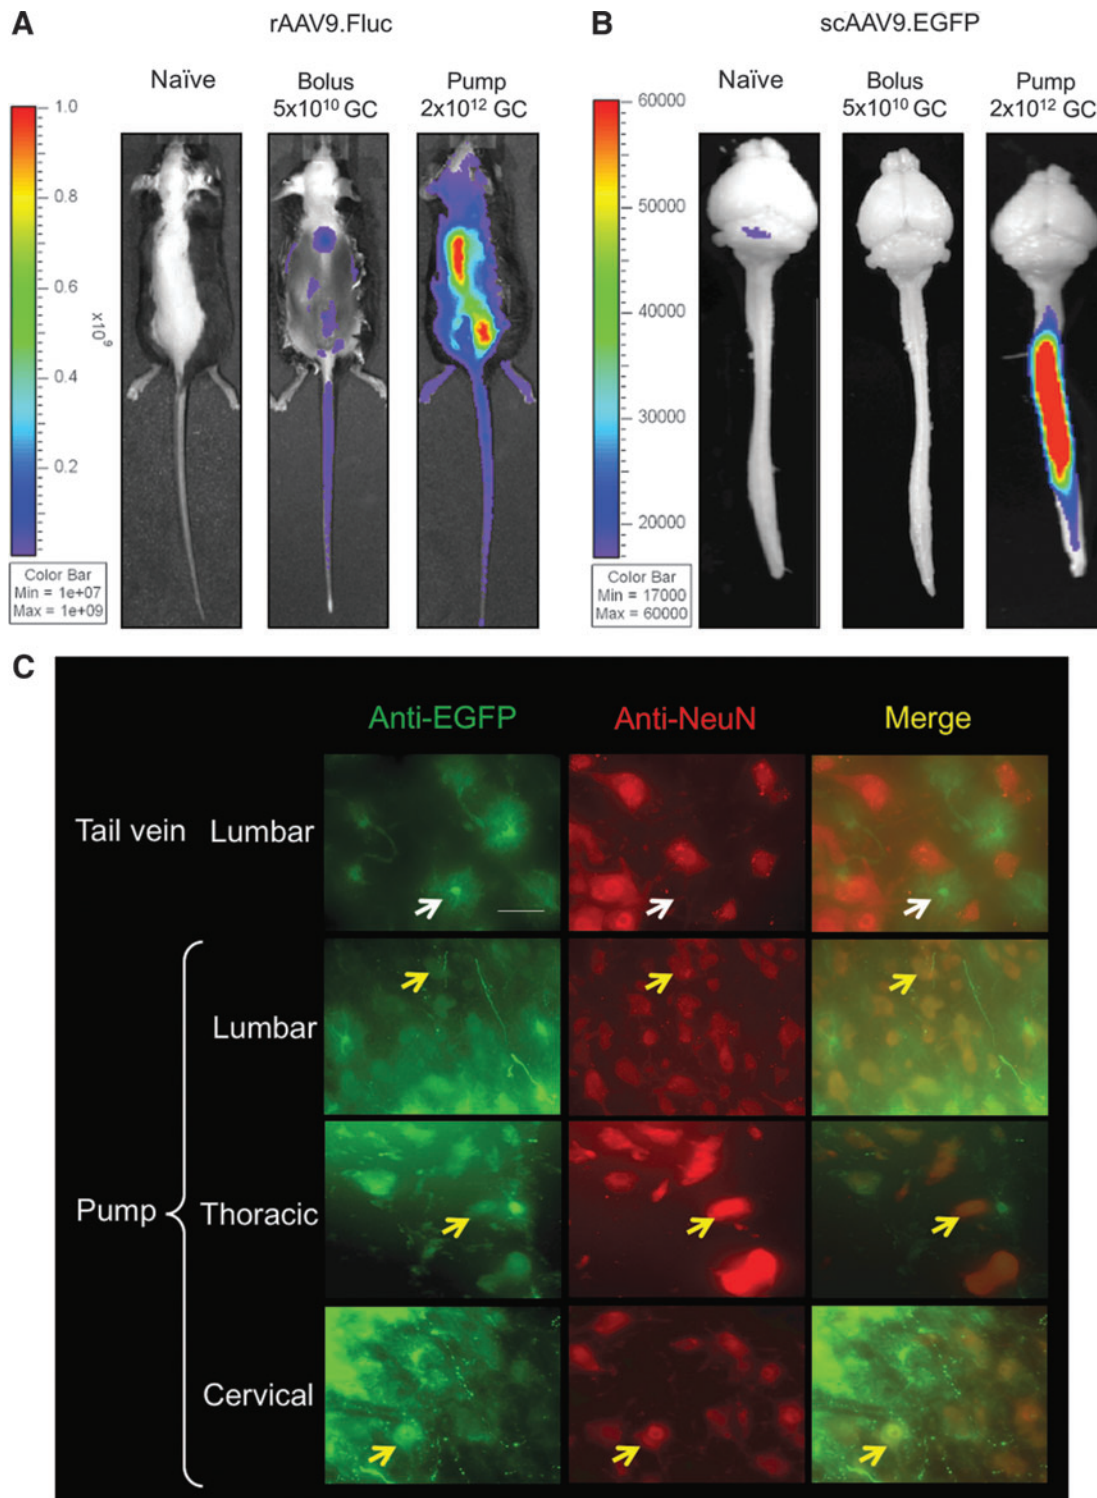 A
rAAV9.Fluc
Naïve
Bolus
5x10¹⁰ GC
Pump
2x10¹² GC
1.0
0.8
0.6
x10⁹
0.4
0.2
Color Bar
Min = 1e+07
Max = 1e+09
B
scAAV9.EGFP
Naïve
Bolus
5x10¹⁰ GC
Pump
2x10¹² GC
60000
50000
40000
30000
20000
Color Bar
Min = 17000
Max = 60000
C
Anti-EGFP
Anti-NeuN
Merge
Tail vein
Lumbar
Pump
Lumbar
Thoracic
Cervical